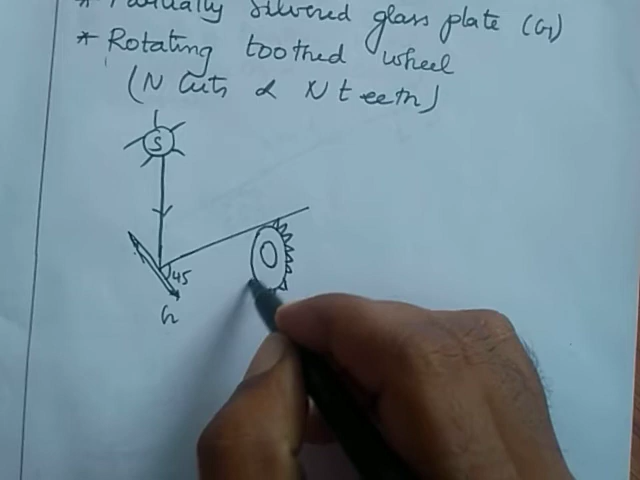 * Partially silvered glass plate (G)
* Rotating toothed wheel
(N Cuts & N teeth)
S
45
G